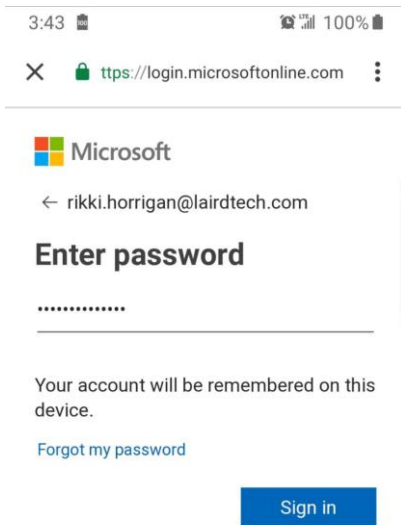 3:43 100%
ttps://login.microsoftonline.com
Microsoft
← rikki.horrigan@lairdtech.com
Enter password
••••••••••••••
Your account will be remembered on this
device.
Forgot my password
Sign in